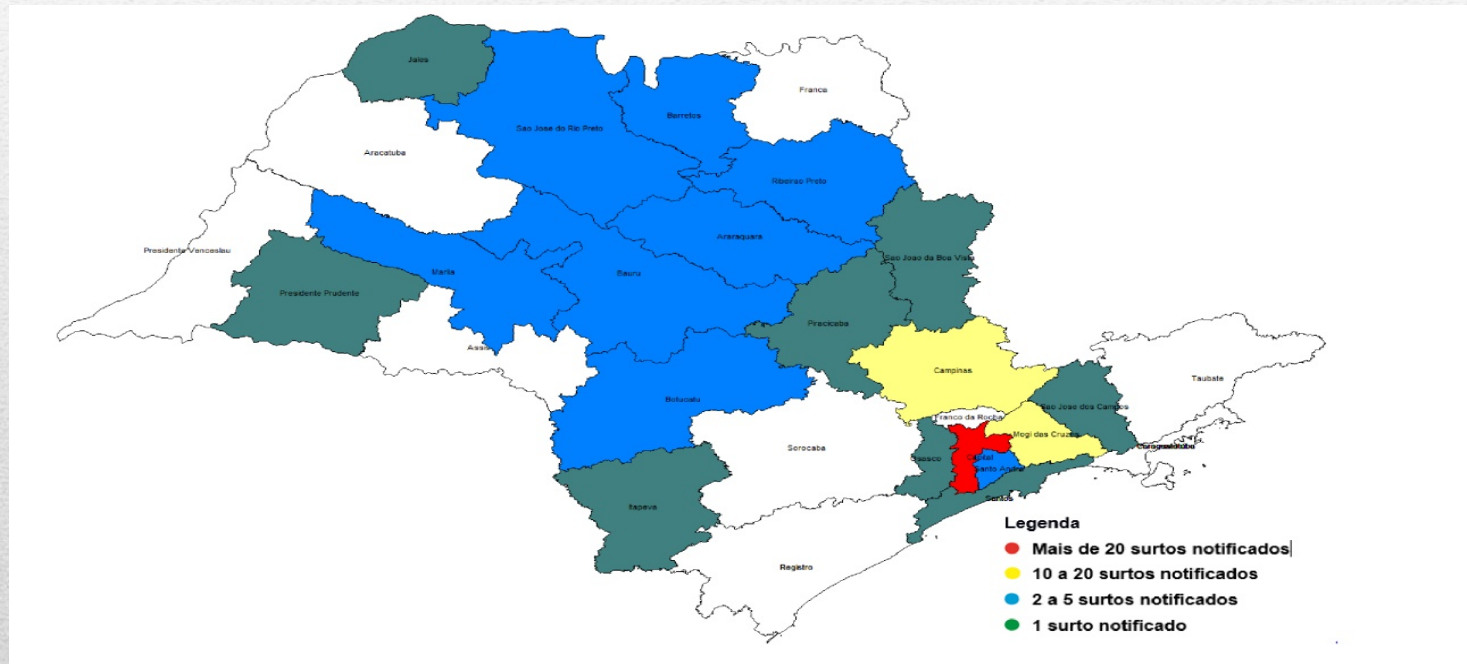 Jales
Franca
Barretos
Sao Jose do Rio Preto
Aracatuba
Ribeirao Preto
Araraquara
Presidente Venceslau
Sao Joao da Boa Vista
Marilia
Bauru
Presidente Prudente
Piracicaba
Assis
Campinas
Taubate
Botucatu
Sao Jose dos Campos
Franco da Rocha
Mogi das Cruzes
Sorocaba
Osasco
Capital
Santo Andre
Santos
Itapeva
Registro
Legenda
Mais de 20 surtos notificados
10 a 20 surtos notificados
2 a 5 surtos notificados
1 surto notificado